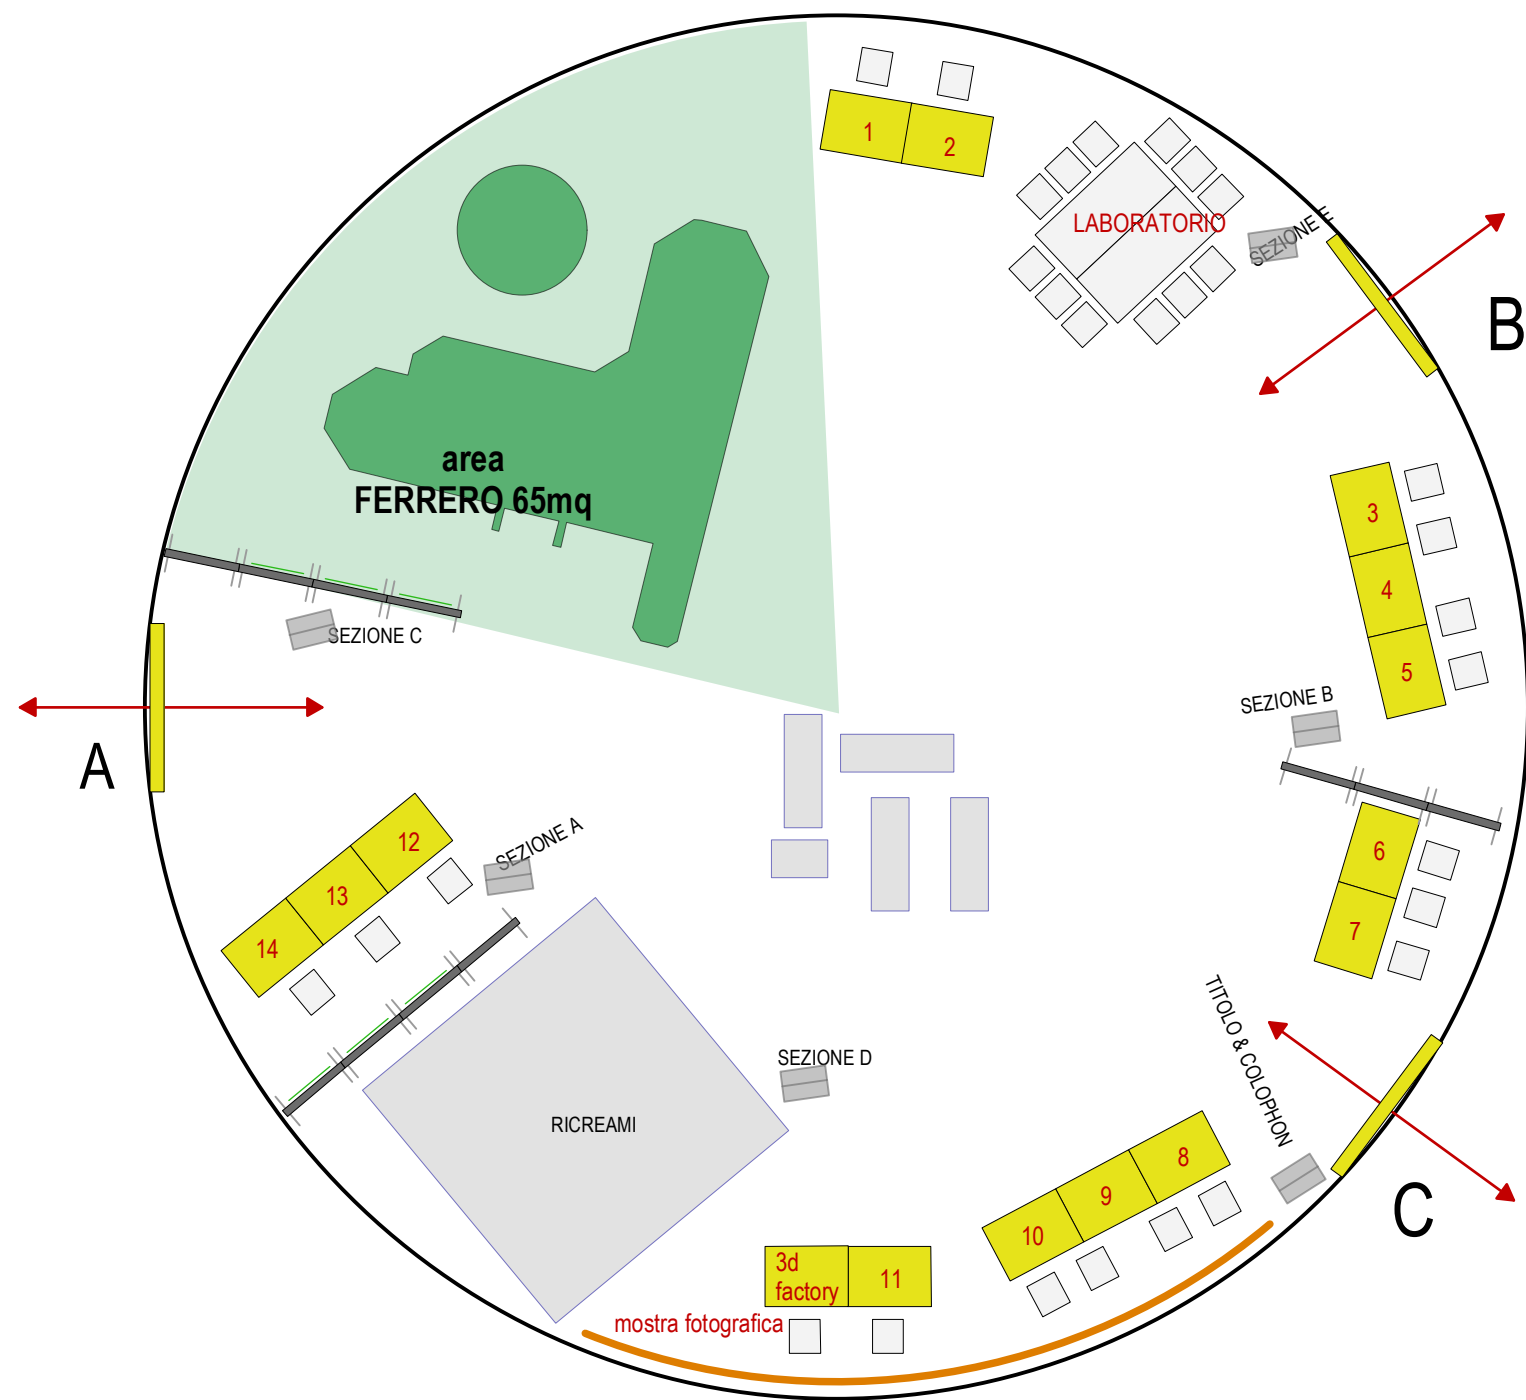 1
2
LABORATORIO
SEZIONE E
B
area
FERRERO 65mq
3
4
5
SEZIONE C
SEZIONE B
A
12
13
14
SEZIONE A
6
7
TITOLO & COLOPHON
SEZIONE D
RICREAMI
8
9
10
C
3d
factory
11
mostra fotografica